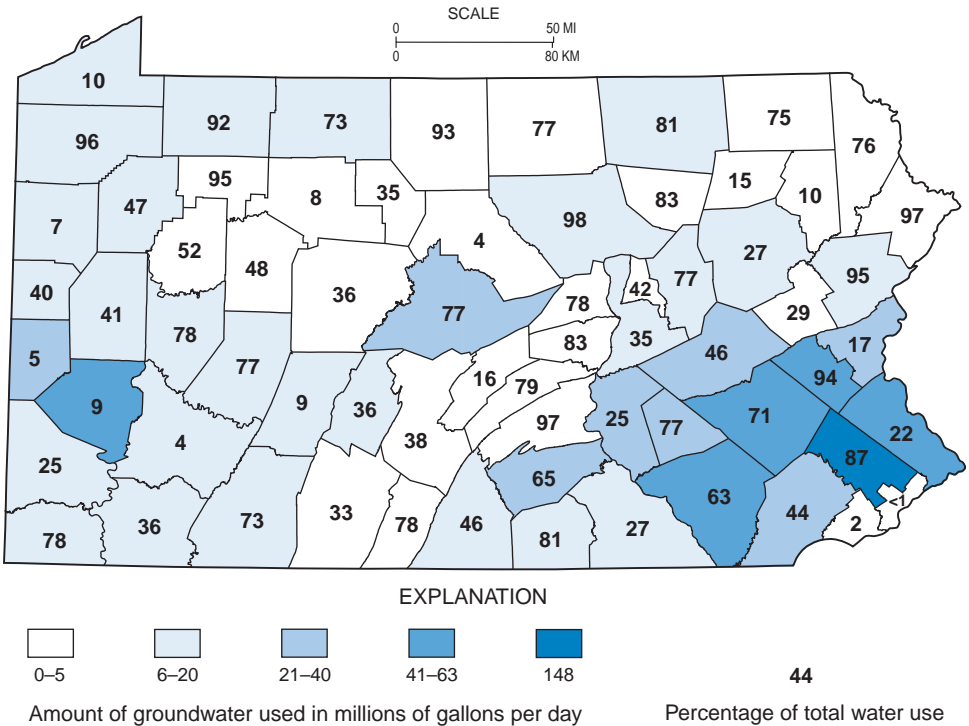 SCALE
0 50 MI
0 80 KM
10
92 73 93 77 81 75
96 76
95 8 35 83 15 10
47 98 97
7 52 4 27
48 77 95
40 41 36 77 78 42 29
78 35
5 77 83 46 17
9 16 79 94
9 36 25 77 71 22
4 38 97 87
25 65 63 <1
36 73 33 78 46 27 44 2
78 81
EXPLANATION
0–5 6–20 21–40 41–63 148
44
Amount of groundwater used in millions of gallons per day
Percentage of total water use